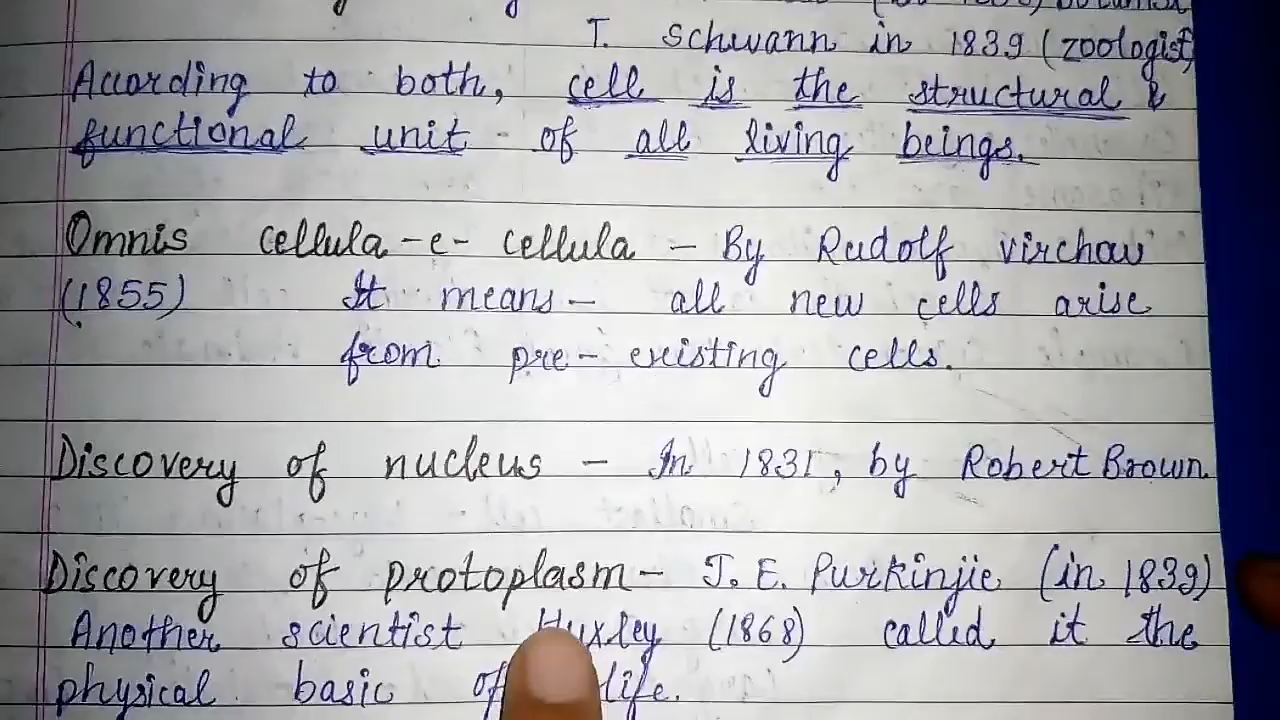 T. Schwann in 1839 (zoologist)
According to both, cell is the structural &
functional unit of all living beings.
Omnis cellula-e-cellula - By Rudolf virchow
(1855) It means - all new cells arise
from pre-existing cells.
Discovery of nucleus - In 1831, by Robert Brown
Discovery of protoplasm - J. E. Purkinjie (in 1839)
Another scientist Huxley (1868) called it the
physical basic of life.